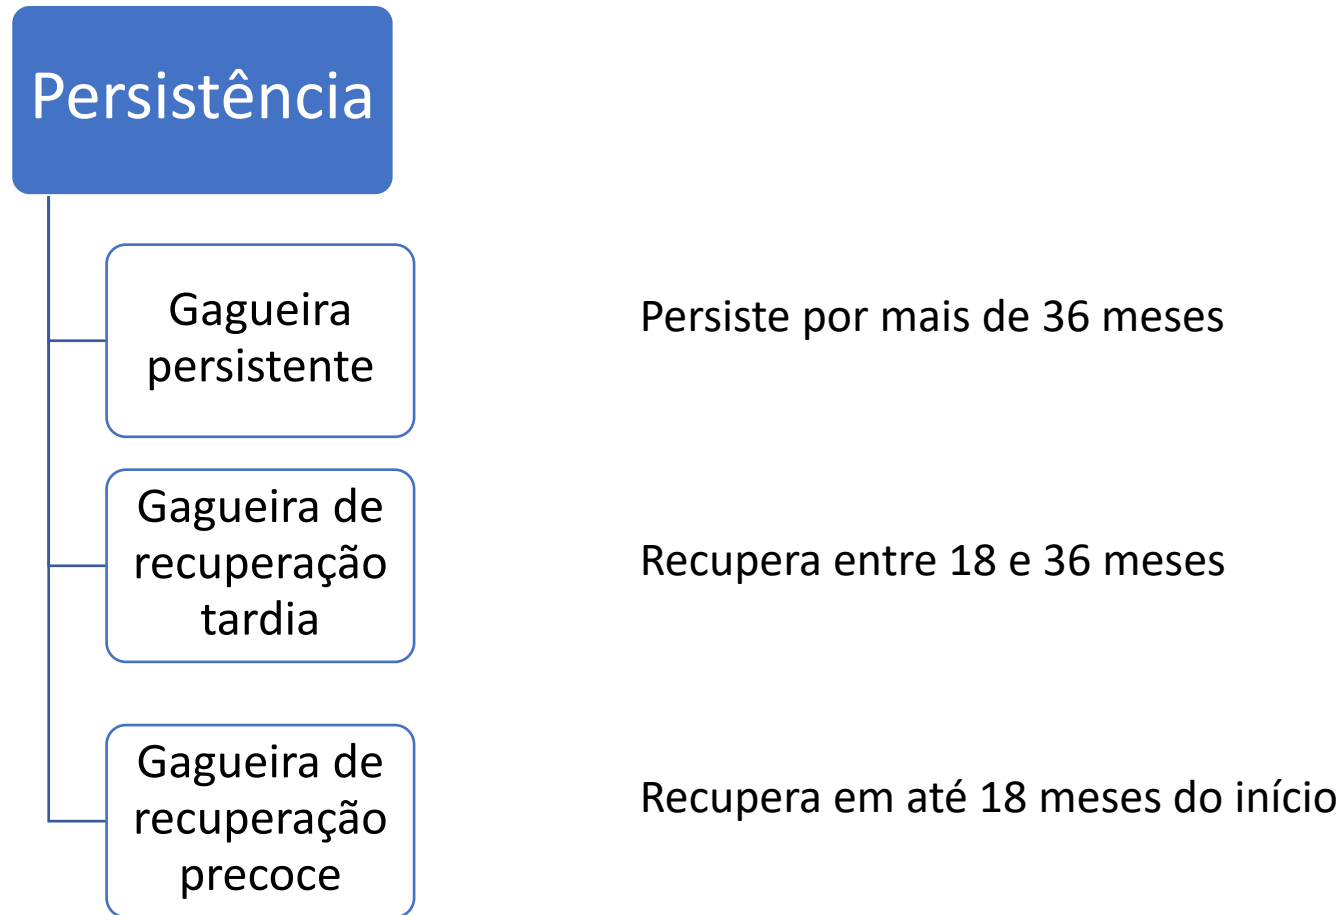 Persistência
Gagueira
persistente
Persiste por mais de 36 meses
Gagueira de
recuperação
tardia
Recupera entre 18 e 36 meses
Gagueira de
recuperação
precoce
Recupera em até 18 meses do início